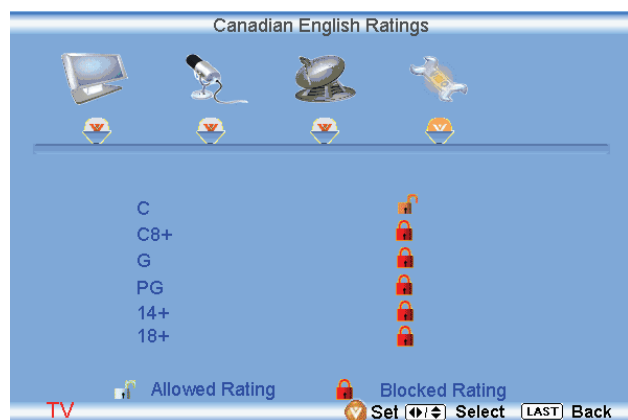 Canadian English Ratings
C
C8+
G
PG
14+
18+
Allowed Rating Blocked Rating
TV Set Select LAST Back